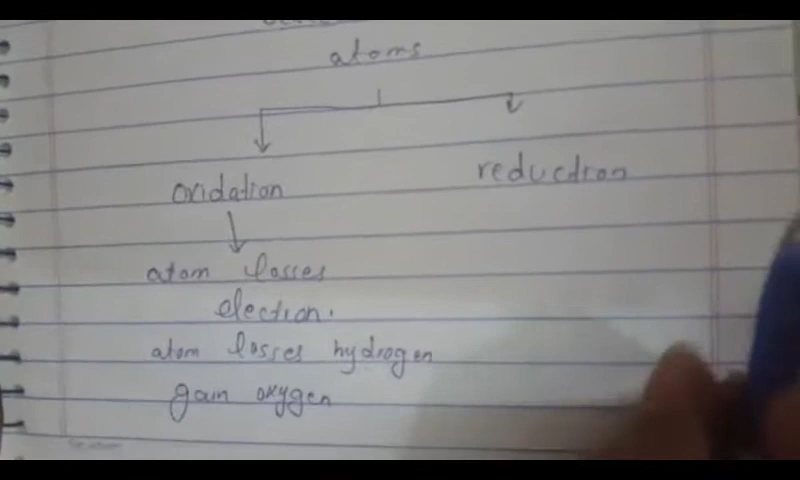 atoms
oxidation
reduction
atom losses
election.
atom losses hydrogen
gain oxygen